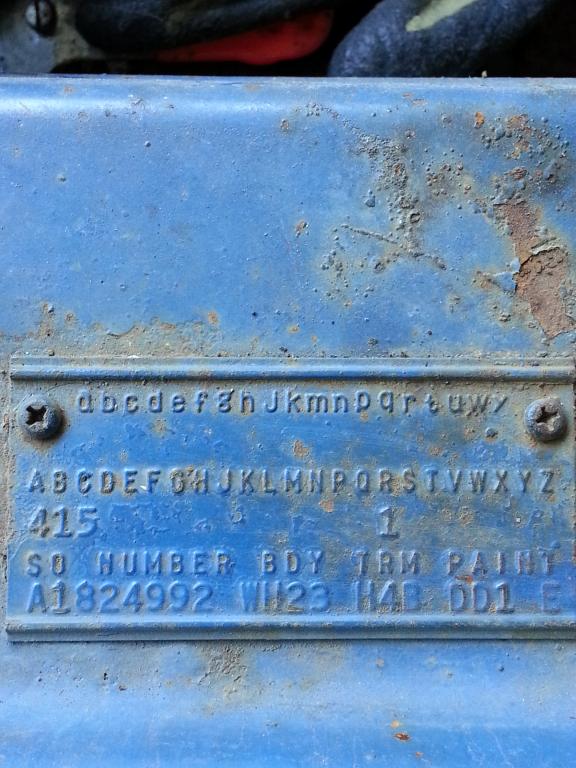 abcdefghJkmnpqrtuwx
ABCDEFGHJKLMNPQRSTVWXYZ
415 1
SO NUMBER BDY TRM PAINT
A1824992 WH23 H4B DD1 E